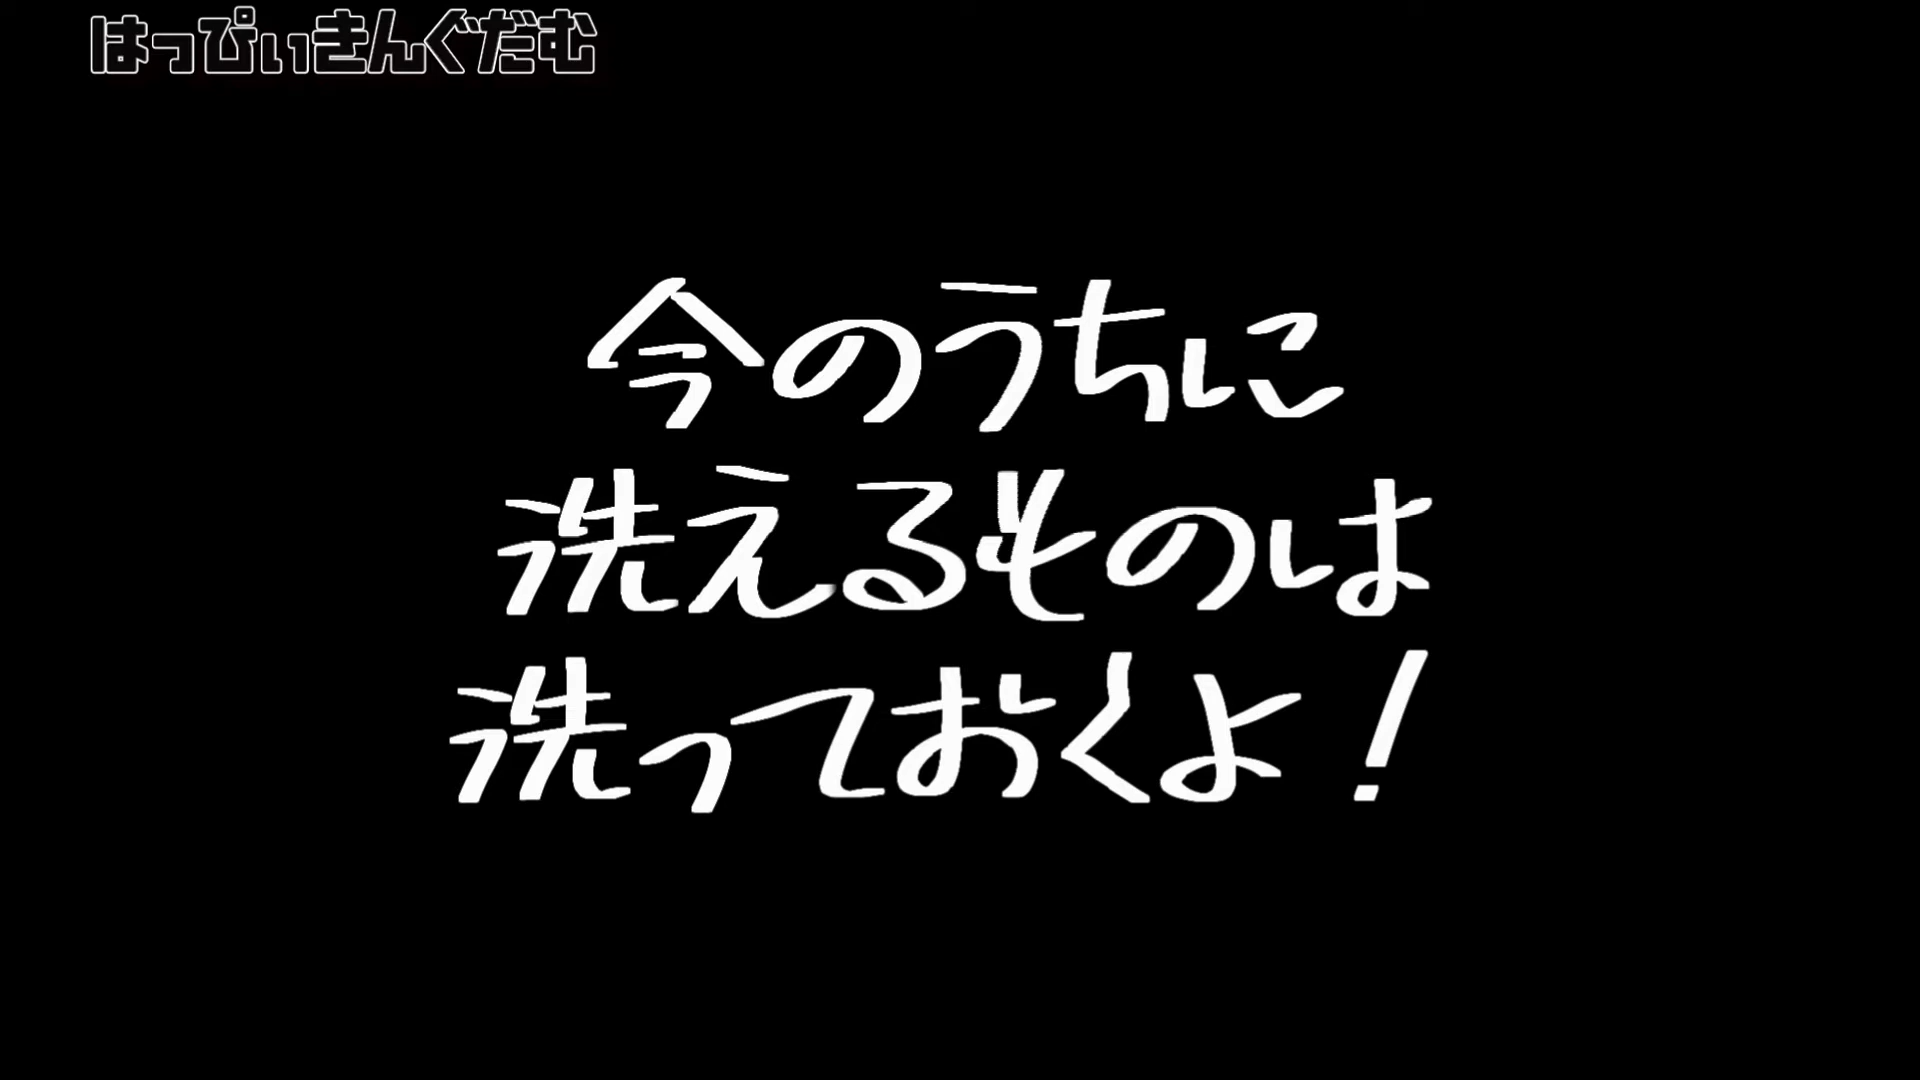 はっぴぃきんぐだむ
今のうちに
洗えるものは
洗っておくよ！